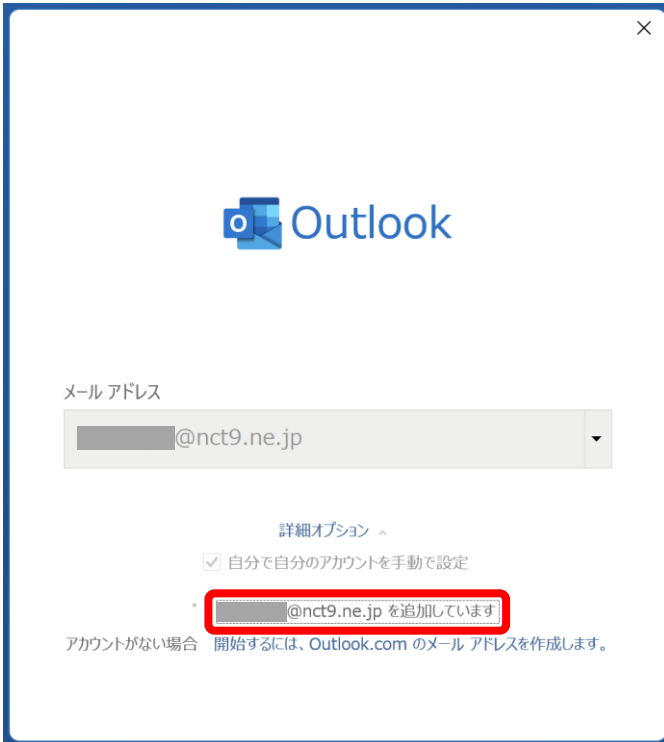 Outlook
メール アドレス
@nct9.ne.jp
詳細オプション
自分で自分のアカウントを手動で設定
@nct9.ne.jp を追加しています
アカウントがない場合 開始するには、Outlook.com のメール アドレスを作成します。